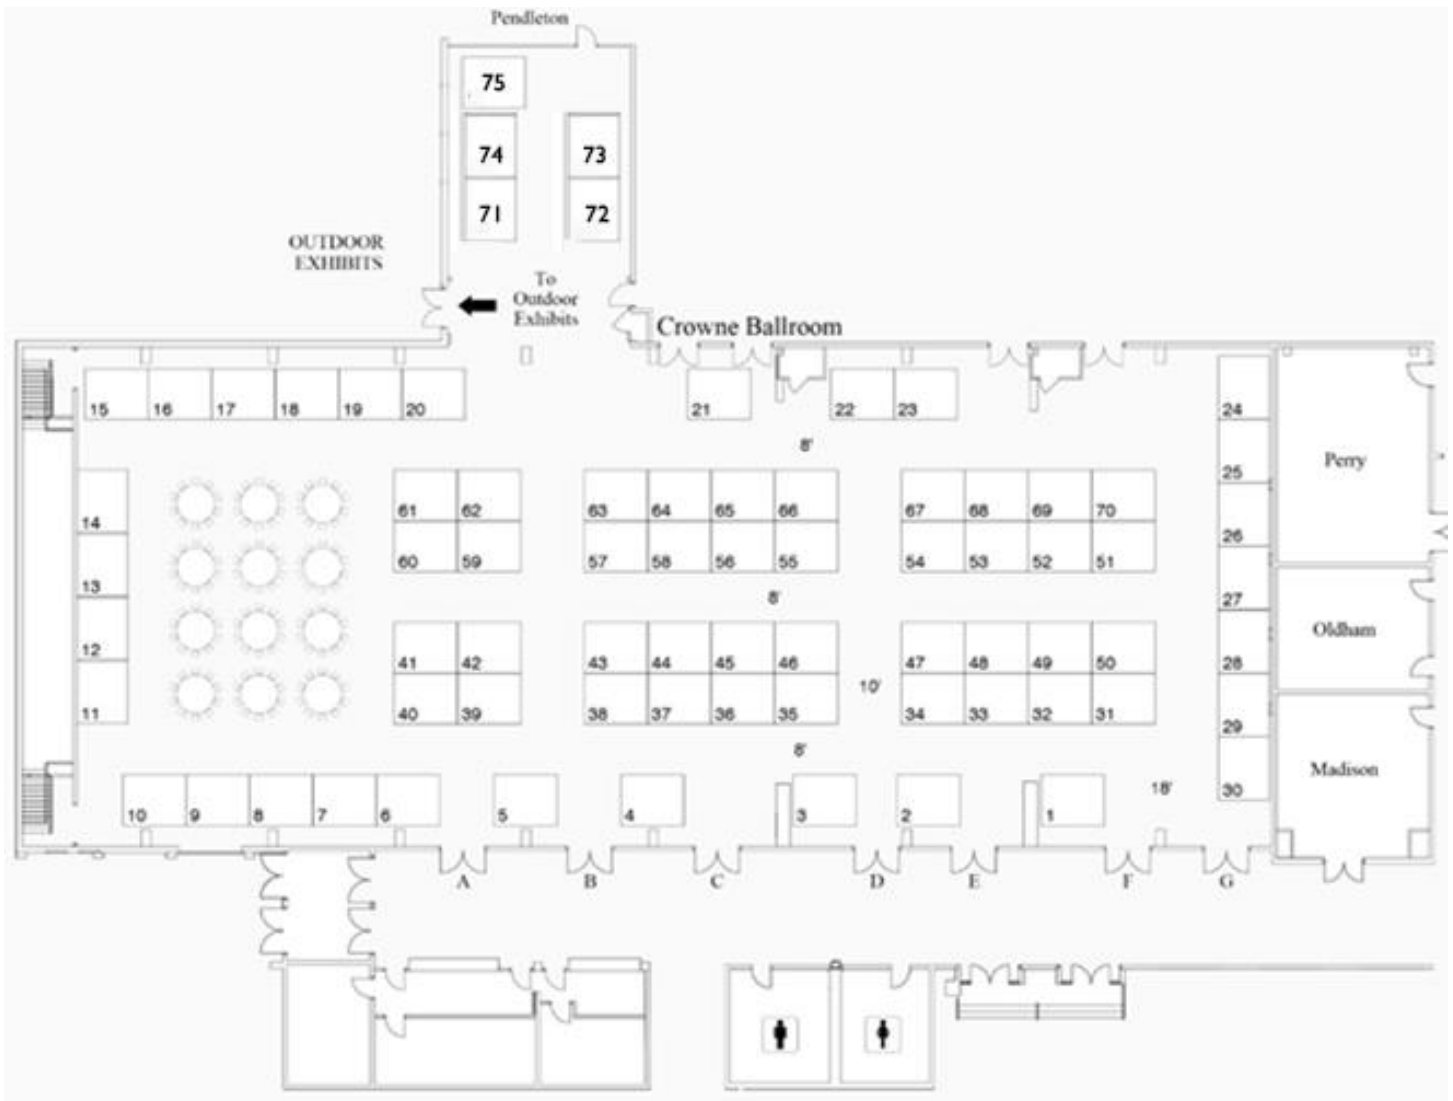 Pendleton
75
74 73
71 72
OUTDOOR
EXHIBITS
To
Outdoor
Exhibits
Crowne Ballroom
15 16 17 18 19 20 21 22 23 24
8'
Perry
25
14 61 62 63 64 65 66 67 68 69 70
26
60 59 57 58 56 55 54 53 52 51
13 27
8'
Oldham
12 41 42 43 44 45 46 47 48 49 50 28
10'
11 40 39 38 37 36 35 34 33 32 31
29
8'
Madison
18'
30
10 9 8 7 6 5 4 3 2 1
A B C D E F G